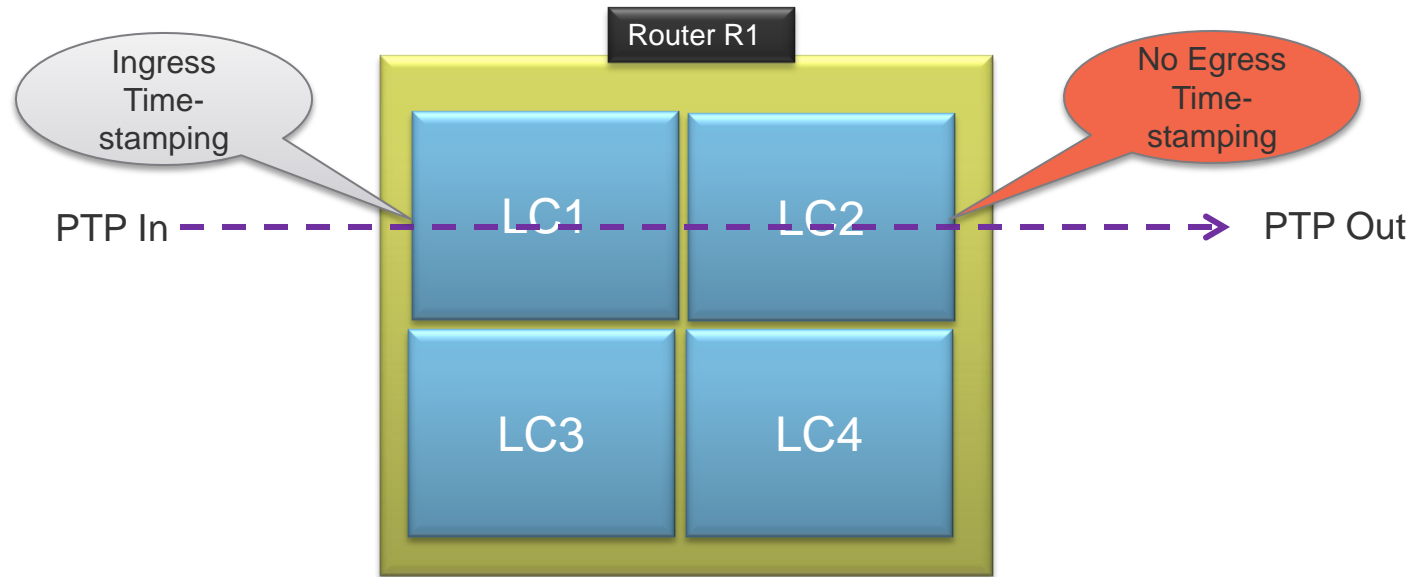 Router R1
Ingress
Time-
stamping
No Egress
Time-
stamping
PTP In
LC1
LC2
PTP Out
LC3
LC4